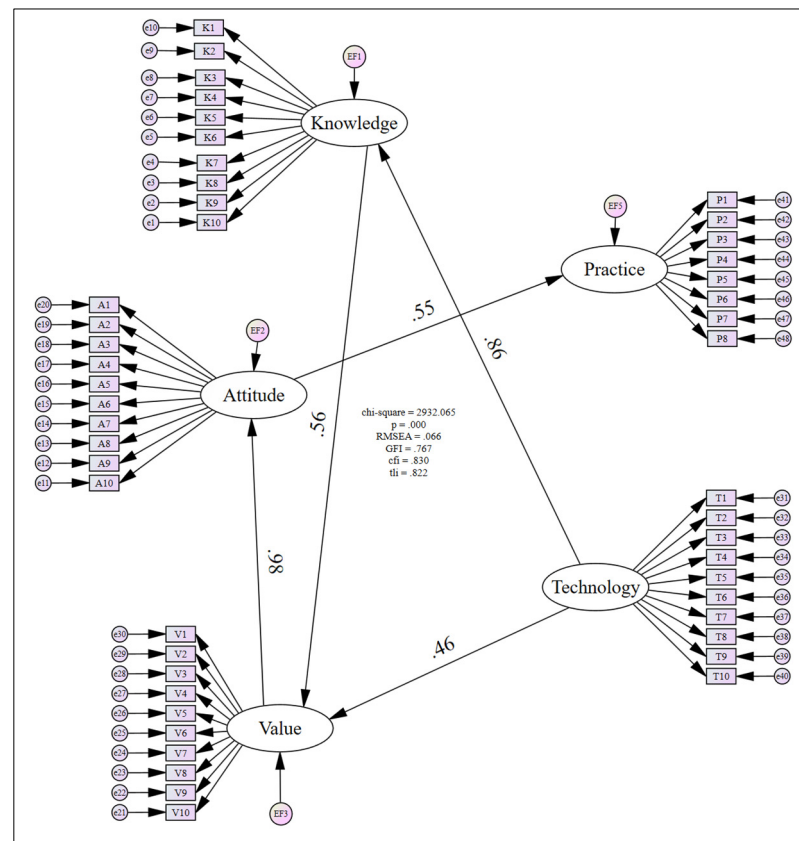 e10 K1
e9 K2
e8 K3
e7 K4
e6 K5
e5 K6
e4 K7
e3 K8
e2 K9
e1 K10
EF1
Knowledge
EF5
Practice
P1 e41
P2 e42
P3 e43
P4 e44
P5 e45
P6 e46
P7 e47
P8 e48
e20 A1
e19 A2
e18 A3
e17 A4
e16 A5
e15 A6
e14 A7
e13 A8
e12 A9
e11 A10
EF2
Attitude
.55
.86
.56
chi-square = 2932.065
p = .000
RMSEA = .066
GFI = .767
cfi = .830
tli = .822
.98
.46
Technology
T1 e31
T2 e32
T3 e33
T4 e34
T5 e35
T6 e36
T7 e37
T8 e38
T9 e39
T10 e40
e30 V1
e29 V2
e28 V3
e27 V4
e26 V5
e25 V6
e24 V7
e23 V8
e22 V9
e21 V10
Value
EF3